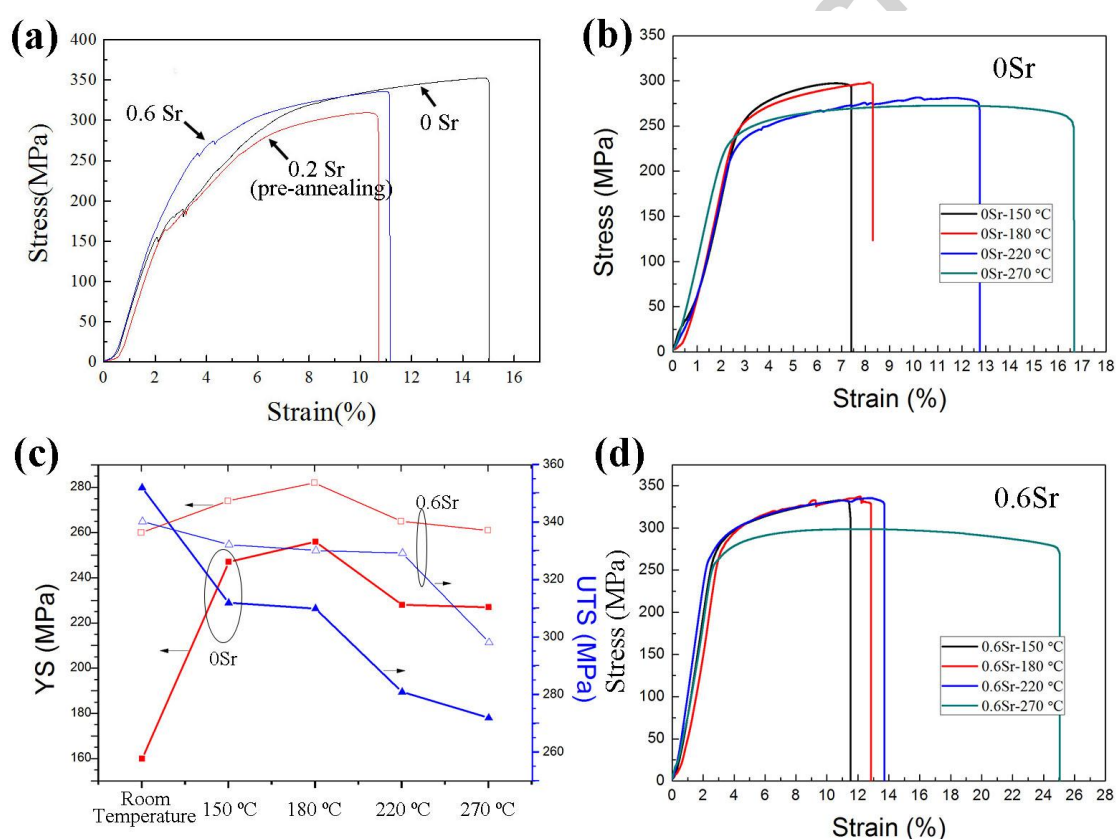 (a)
400
350
300
250
200
150
100
50
0
0 2 4 6 8 10 12 14 16
Stress(MPa)
Strain(%)
0.6 Sr
0 Sr
0.2 Sr
(pre-annealing)
(b)
0Sr
350
300
250
200
150
100
50
0
0 1 2 3 4 5 6 7 8 9 10 11 12 13 14 15 16 17 18
Stress (MPa)
Strain (%)
0Sr-150 °C
0Sr-180 °C
0Sr-220 °C
0Sr-270 °C
(c)
280
260
240
220
200
180
160
YS (MPa)
360
340
320
300
280
260
UTS (MPa)
0.6Sr
0Sr
Room
Temperature
150 ºC
180 ºC
220 ºC
270 ºC
(d)
0.6Sr
400
350
300
250
200
150
100
50
0
0 2 4 6 8 10 12 14 16 18 20 22 24 26 28
Stress (MPa)
Strain (%)
0.6Sr-150 °C
0.6Sr-180 °C
0.6Sr-220 °C
0.6Sr-270 °C